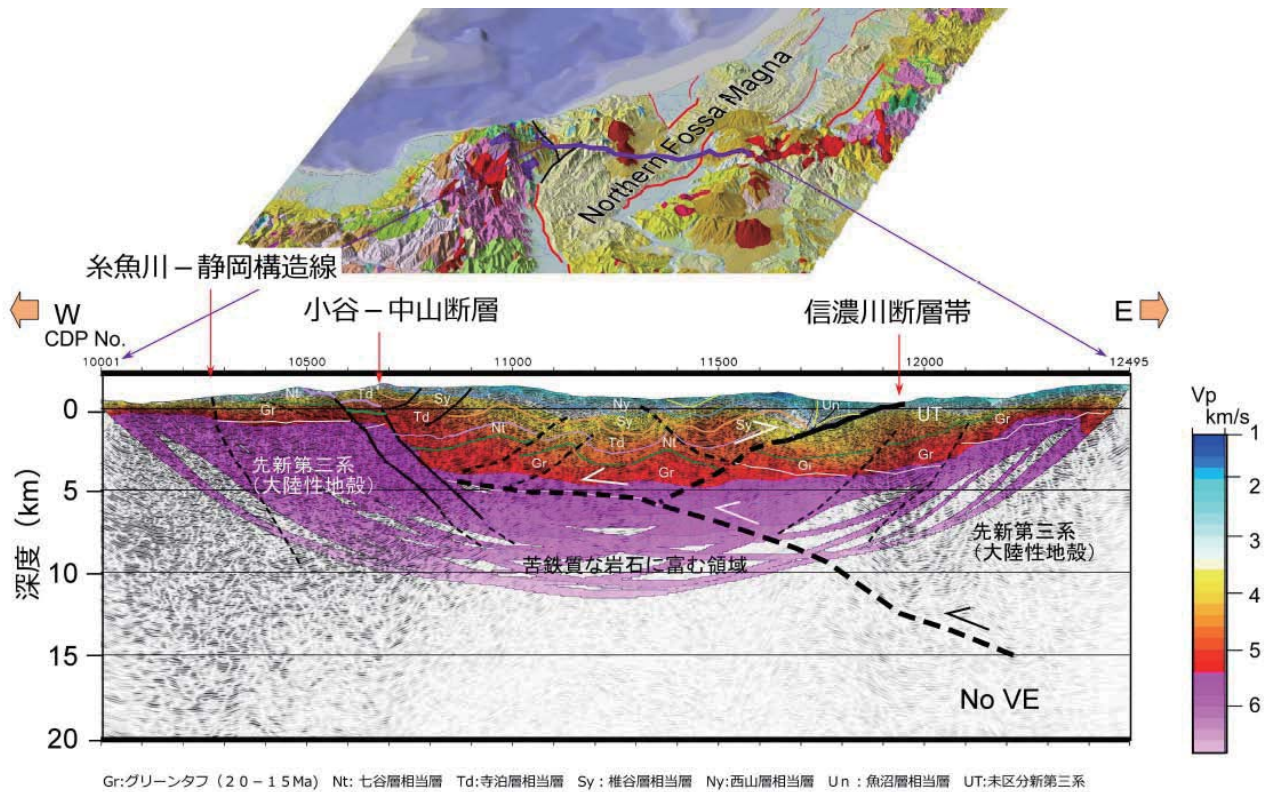 Northern Fossa Magna
糸魚川－静岡構造線
小谷－中山断層
信濃川断層帯
W
E
CDP No.
10001
10500
11000
11500
12000
12495
Nt
Td
Sy
Ny
Un
UT
Gr
Td
Nt
Sy
Sy
Td
Nt
Gr
Gr
Gr
Gr
先新第三系
(大陸性地殻)
先新第三系
(大陸性地殻)
苦鉄質な岩石に富む領域
No VE
深度 (km)
0
5
10
15
20
Vp
km/s
1
2
3
4
5
6
Gr:グリーンタフ(20－15Ma) Nt: 七谷層相当層 Td:寺泊層相当層 Sy：椎谷層相当層 Ny:西山層相当層 Un：魚沼層相当層 UT:未区分新第三系